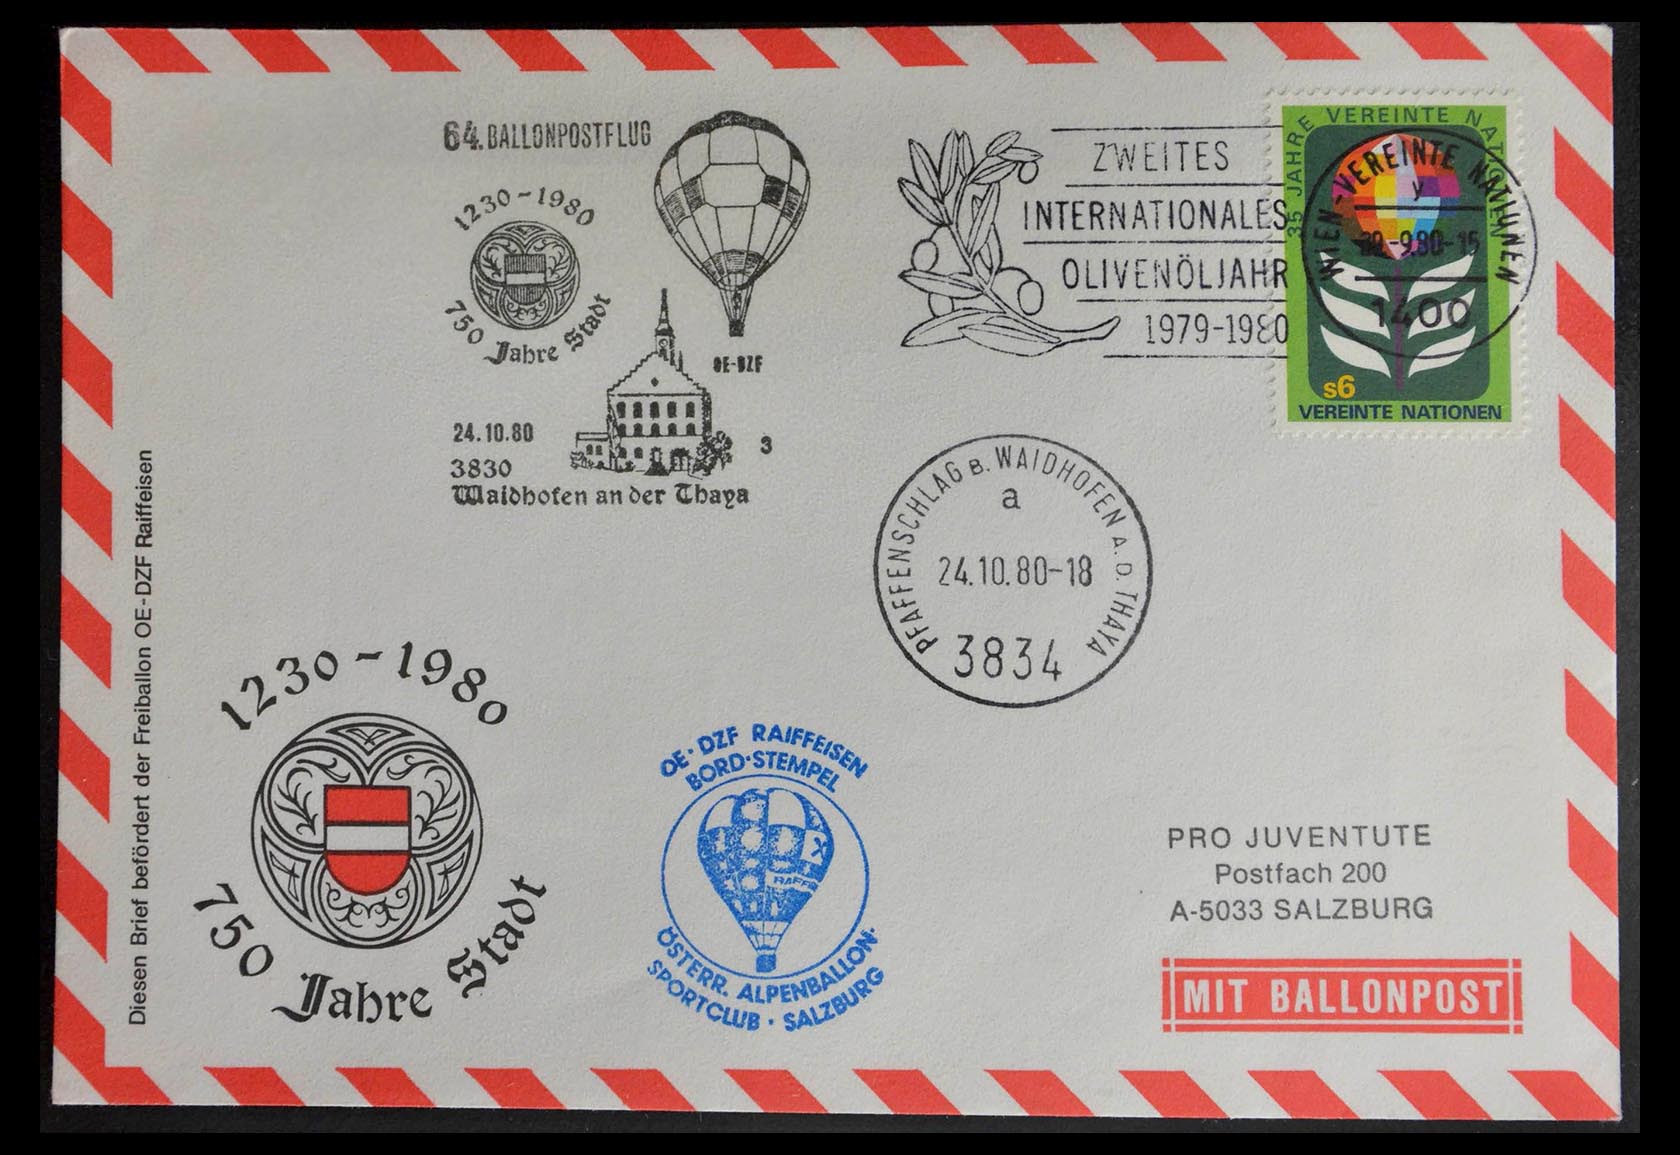 64. BALLONPOSTFLUG
1230-1980
750 Jahre Stadt
OE-DZF
24.10.80
3
3830
Waidhofen an der Thaya
ZWEITES
INTERNATIONALES
OLIVENÖLJAHR
1979-1980
35 JAHRE VEREINTE NATIONEN
WIEN-VEREINTE NATIONEN
y
-9.80-15
1400
s6
VEREINTE NATIONEN
PFAFFENSCHLAG B. WAIDHOFEN A.D. THAYA
a
24.10.80-18
3834
Diesen Brief befördert der Freiballon OE-DZF Raiffeisen
1230-1980
750 Jahre Stadt
OE·DZF RAIFFEISEN
BORD·STEMPEL
ÖSTERR. ALPENBALLON·
SPORTCLUB · SALZBURG
PRO JUVENTUTE
Postfach 200
A-5033 SALZBURG
MIT BALLONPOST